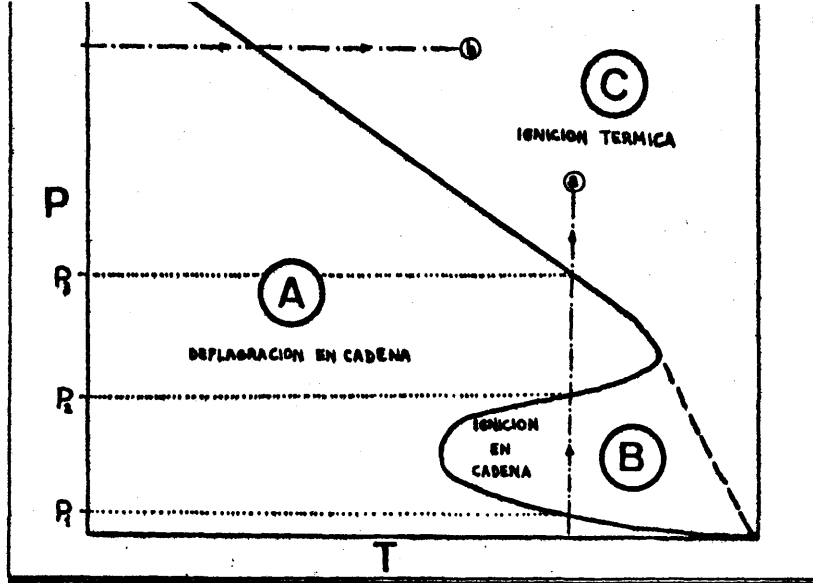 b
C
IGNICION TERMICA
a
P
P3
A
DEFLAGRACION EN CADENA
P2
IGNICION
EN
CADENA
B
P1
T